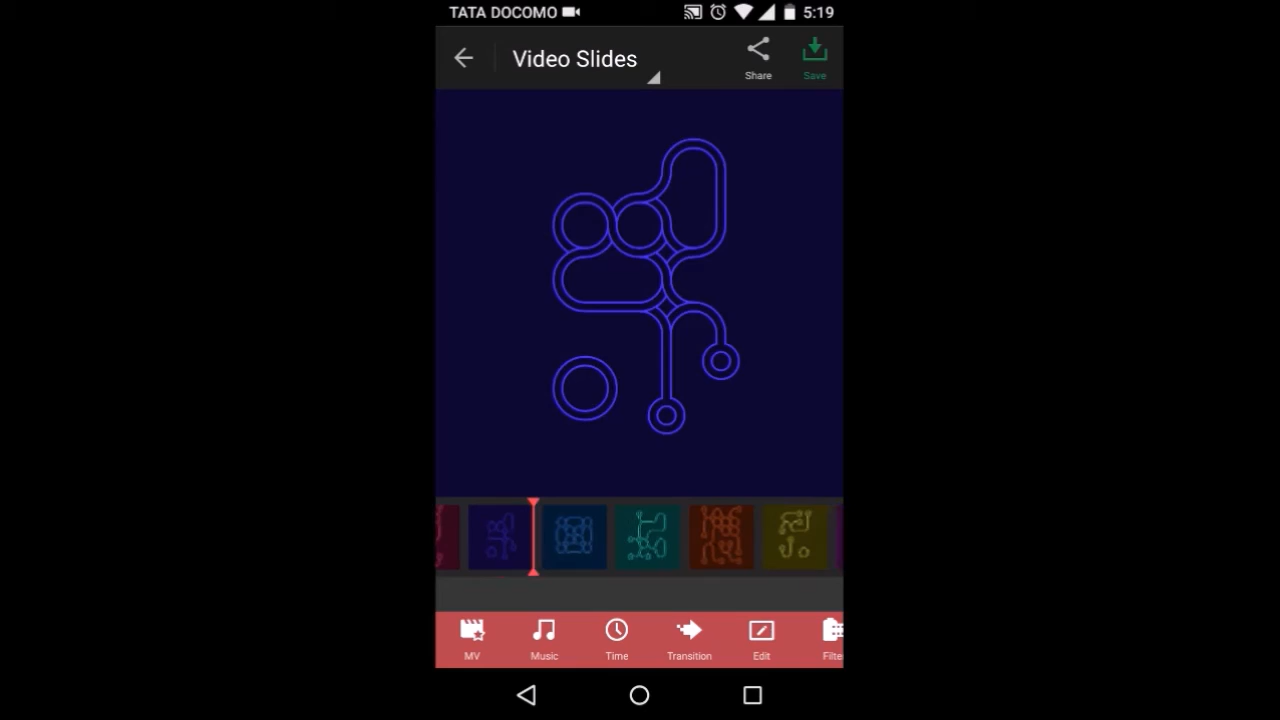 TATA DOCOMO 5:19
Video Slides
Share
Save
MV
Music
Time
Transition
Edit
Filte